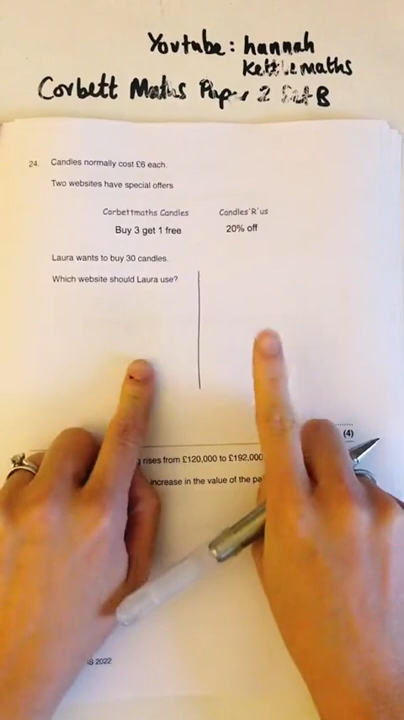 Youtube: hannah
kettlemaths
Corbett Maths Paper 2 Set B
24. Candles normally cost £6 each.
Two websites have special offers
Corbettmaths Candles Candles'R'us
Buy 3 get 1 free 20% off
Laura wants to buy 30 candles.
Which website should Laura use?
(4)
rises from £120,000 to £192,000
increase in the value of the
2022